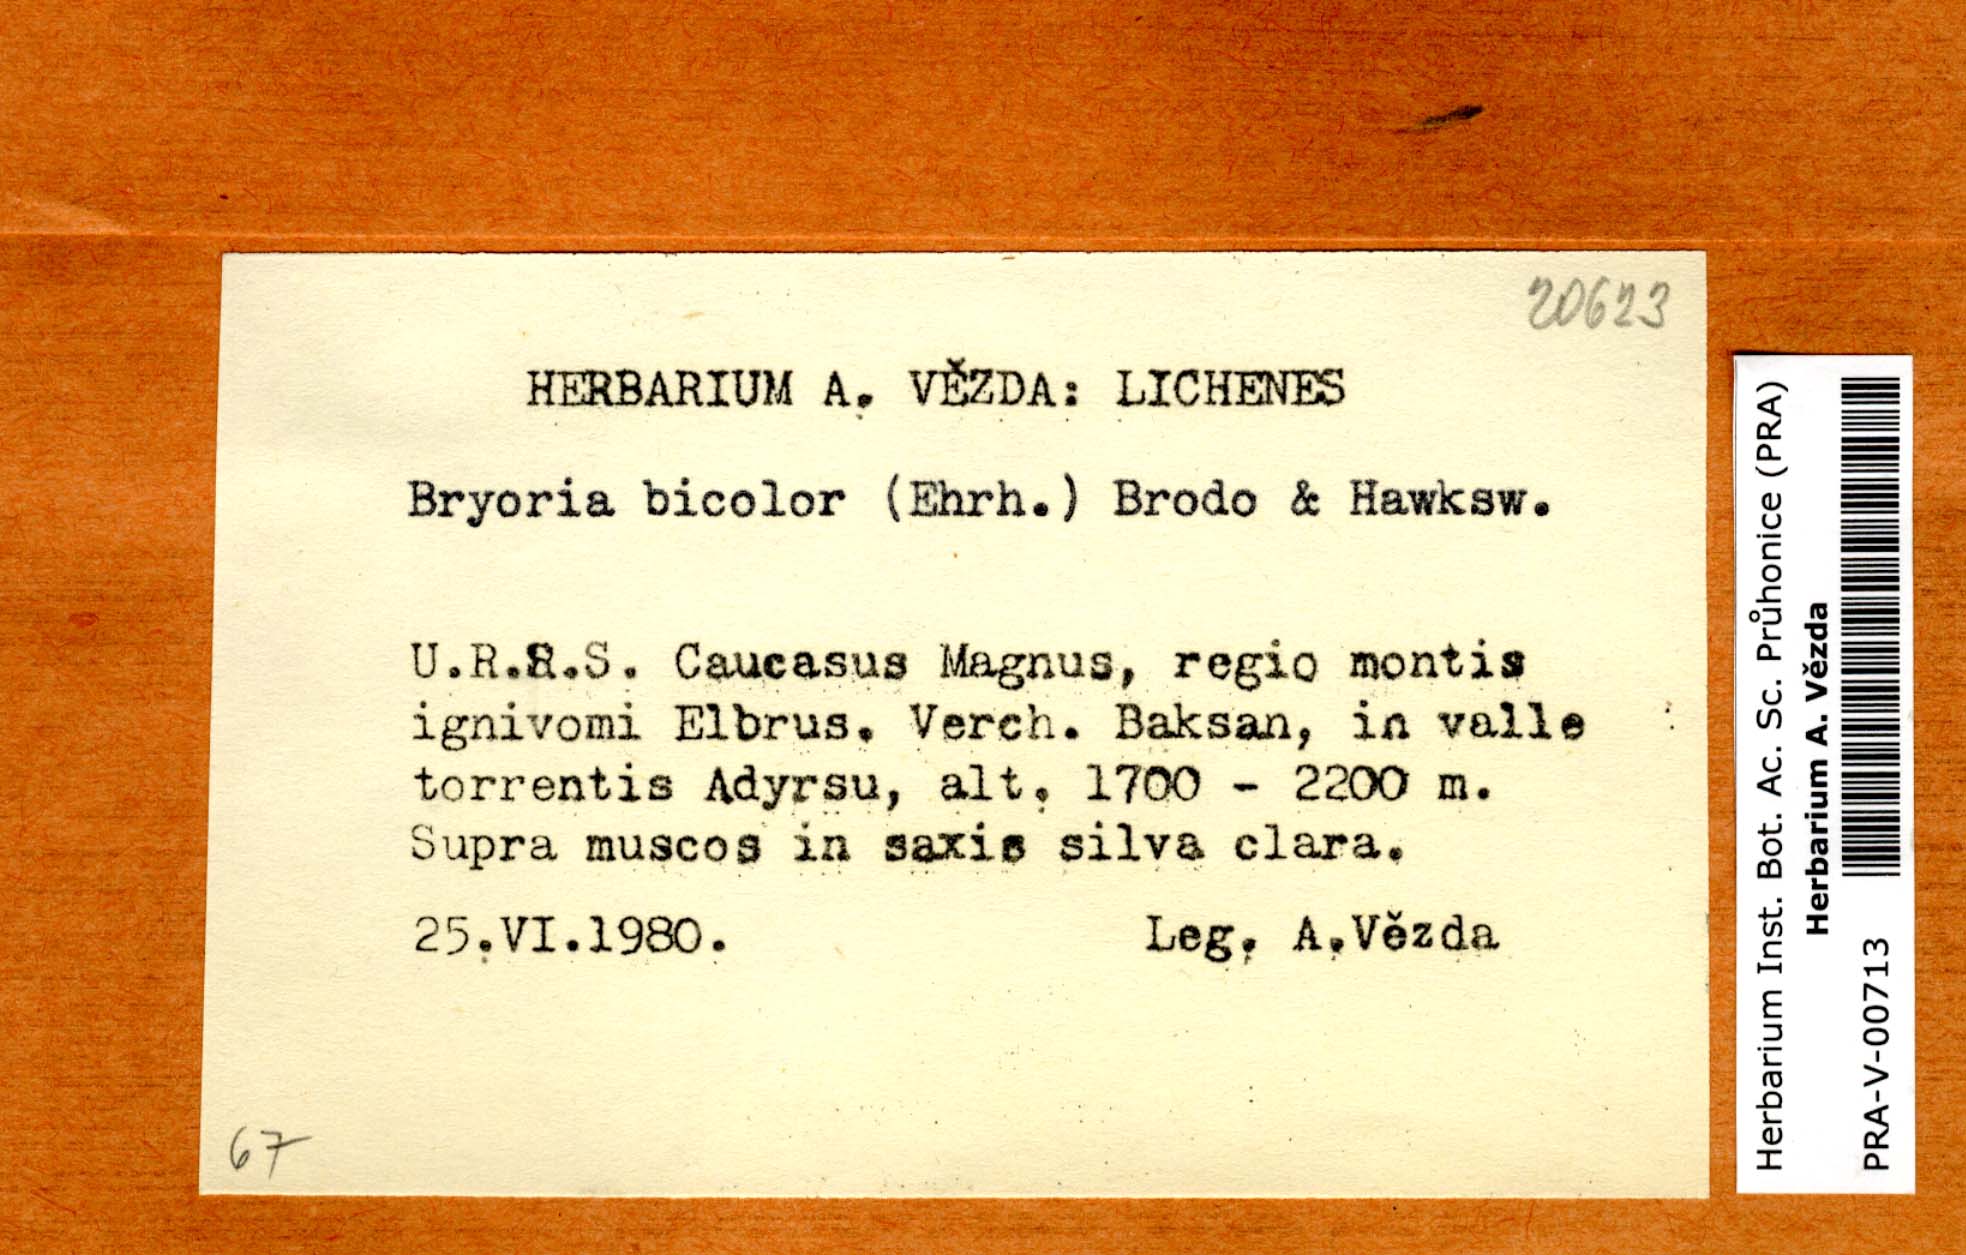 20623
HERBARIUM A. VĚZDA: LICHENES
Bryoria bicolor (Ehrh.) Brodo & Hawksw.
U.R.S.S. Caucasus Magnus, regio montis
ignivomi Elbrus. Verch. Baksan, in valle
torrentis Adyrsu, alt. 1700 - 2200 m.
Supra muscos in saxis silva clara.
25.VI.1980. Leg. A.Vězda
67
Herbarium Inst. Bot. Ac. Sc. Průhonice (PRA)
Herbarium A. Vězda
PRA-V-00713